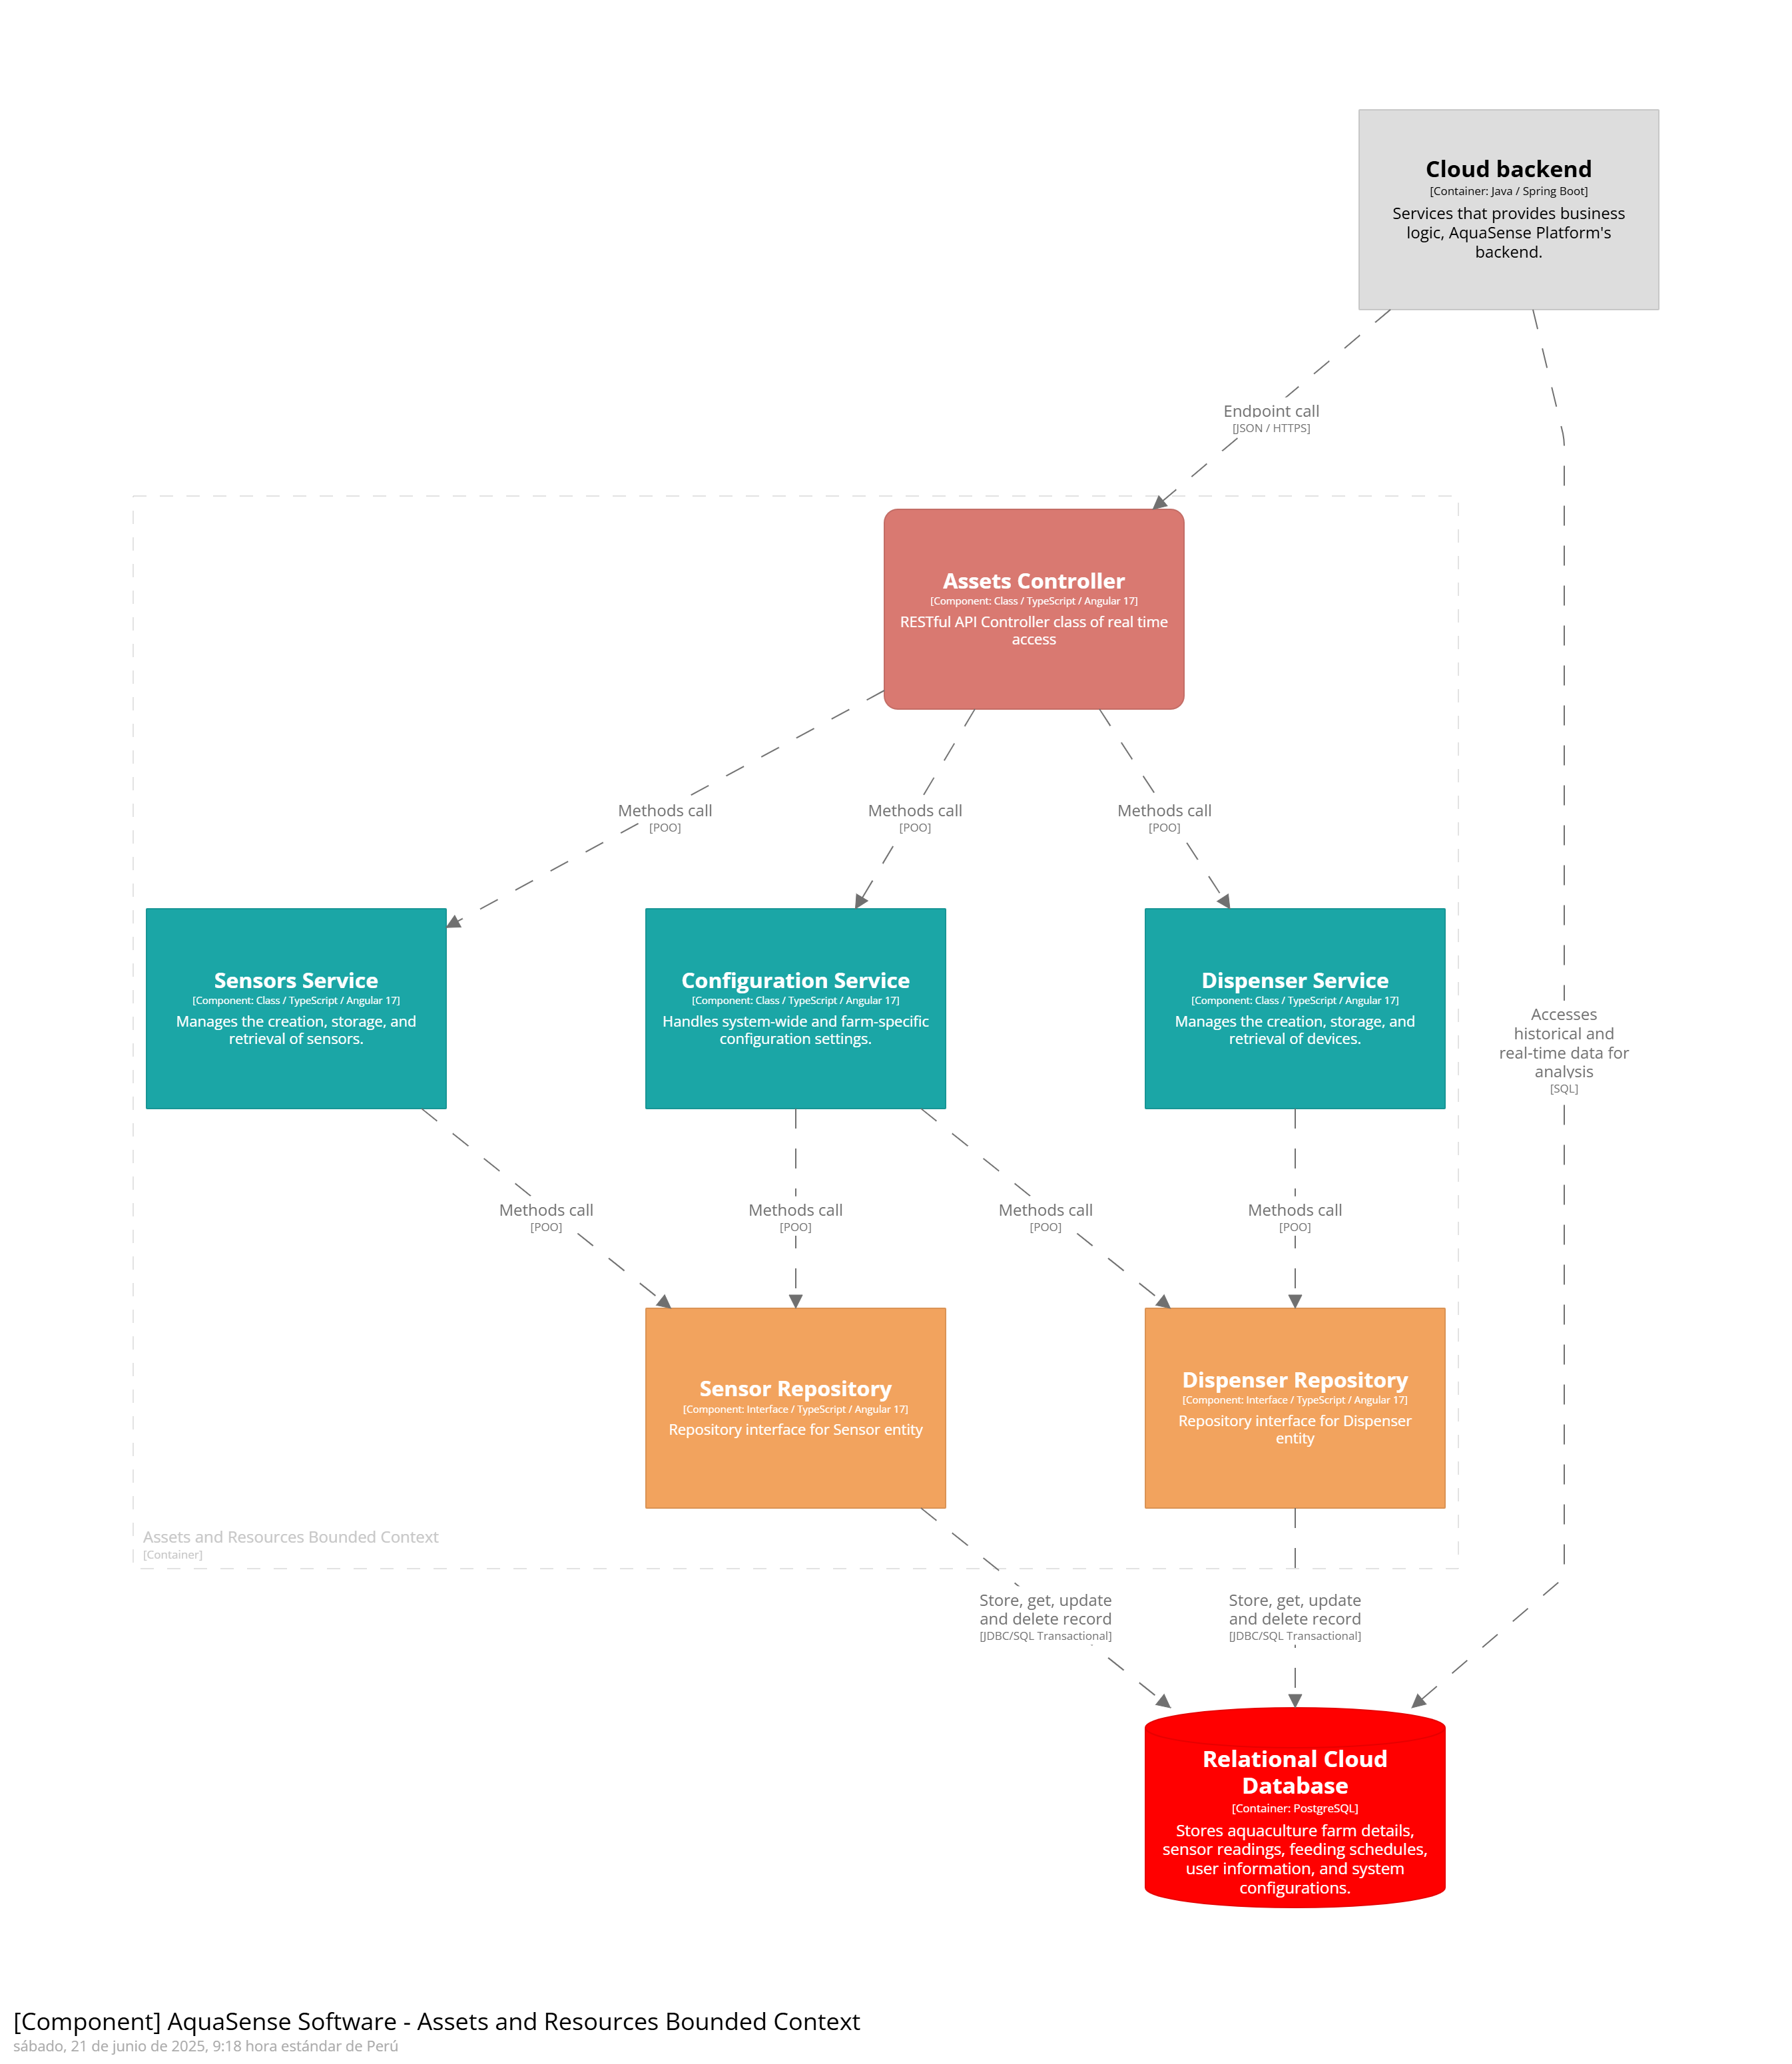 Cloud backend
[Container: Java / Spring Boot]
Services that provides business
logic, AquaSense Platform's
backend.
Endpoint call
[JSON / HTTPS]
Assets Controller
[Component: Class / TypeScript / Angular 17]
RESTful API Controller class of real time
access
Methods call
[POO]
Methods call
[POO]
Methods call
[POO]
Sensors Service
[Component: Class / TypeScript / Angular 17]
Manages the creation, storage, and
retrieval of sensors.
Configuration Service
[Component: Class / TypeScript / Angular 17]
Handles system-wide and farm-specific
configuration settings.
Dispenser Service
[Component: Class / TypeScript / Angular 17]
Manages the creation, storage, and
retrieval of devices.
Accesses
historical and
real-time data for
analysis
[SQL]
Methods call
[POO]
Methods call
[POO]
Methods call
[POO]
Methods call
[POO]
Sensor Repository
[Component: Interface / TypeScript / Angular 17]
Repository interface for Sensor entity
Dispenser Repository
[Component: Interface / TypeScript / Angular 17]
Repository interface for Dispenser
entity
Assets and Resources Bounded Context
[Container]
Store, get, update
and delete record
[JDBC/SQL Transactional]
Store, get, update
and delete record
[JDBC/SQL Transactional]
Relational Cloud
Database
[Container: PostgreSQL]
Stores aquaculture farm details,
sensor readings, feeding schedules,
user information, and system
configurations.
[Component] AquaSense Software - Assets and Resources Bounded Context
sábado, 21 de junio de 2025, 9:18 hora estándar de Perú